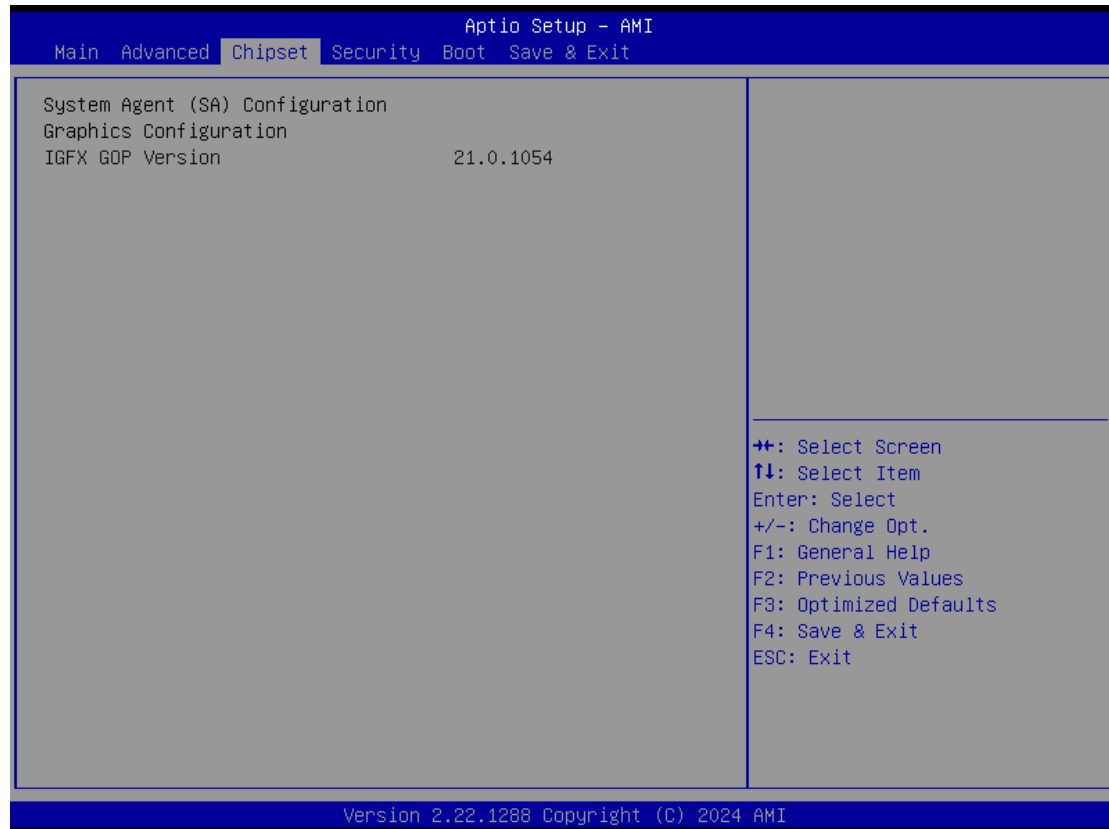 Aptio Setup – AMI
Main Advanced Chipset Security Boot Save & Exit
System Agent (SA) Configuration
Graphics Configuration
IGFX GOP Version 21.0.1054
→←: Select Screen
↑↓: Select Item
Enter: Select
+/-: Change Opt.
F1: General Help
F2: Previous Values
F3: Optimized Defaults
F4: Save & Exit
ESC: Exit
Version 2.22.1288 Copyright (C) 2024 AMI